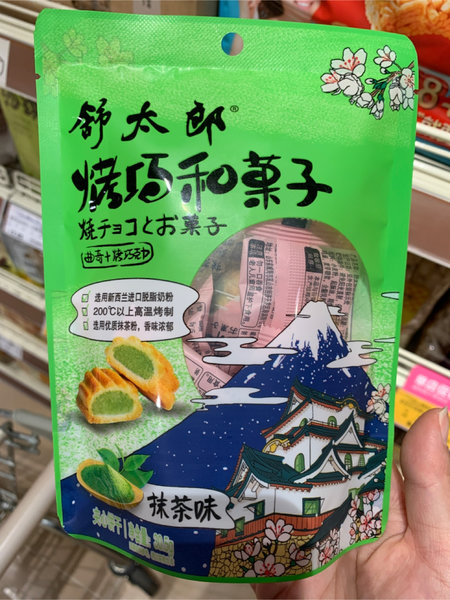 舒太郎®
烤巧和菓子
焼チョコとお菓子
曲奇+烤巧克力
选用新西兰进口脱脂奶粉
200℃以上高温烤制
选用优质抹茶粉，香味浓郁
抹茶味